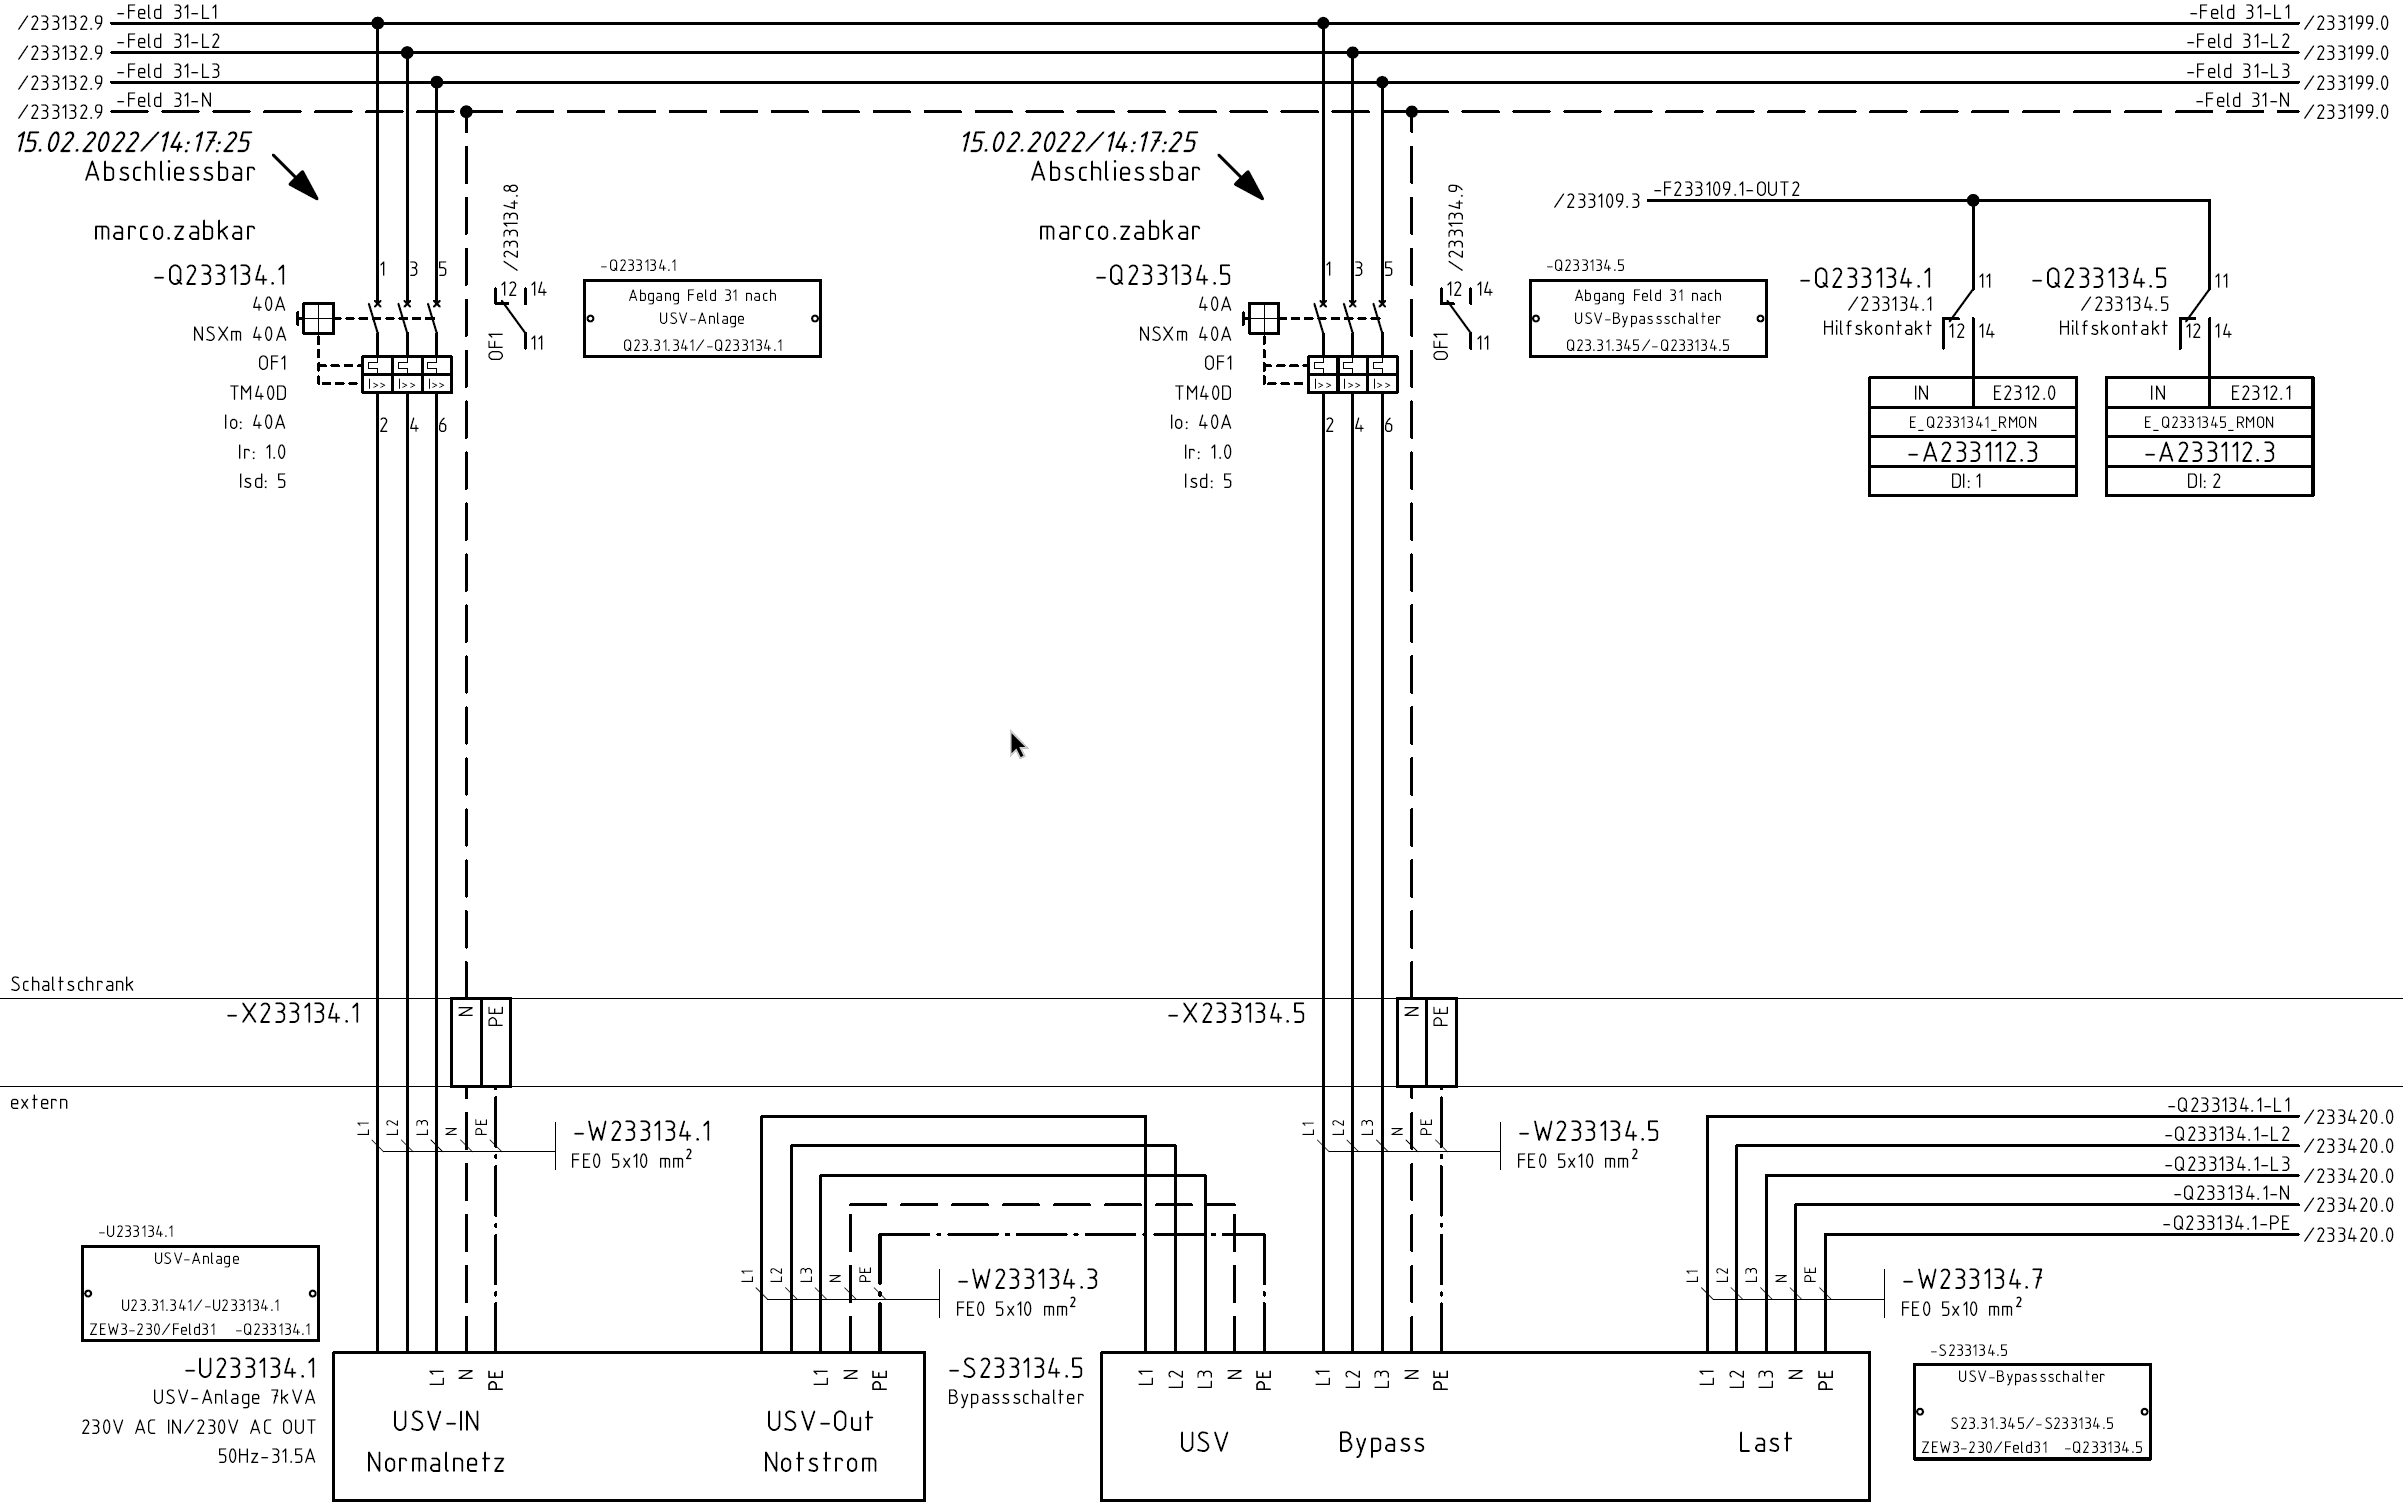 /233132.9 -Feld 31-L1 -Feld 31-L1 /233199.0
/233132.9 -Feld 31-L2 -Feld 31-L2 /233199.0
/233132.9 -Feld 31-L3 -Feld 31-L3 /233199.0
/233132.9 -Feld 31-N -Feld 31-N /233199.0
15.02.2022/14:17:25
Abschliessbar
marco.zabkar
-Q233134.1
40A
NSXm 40A
OF1
TM40D
Io: 40A
Ir: 1.0
Isd: 5
1 3 5
I>> I>> I>>
2 4 6
/233134.8
12 14
OF1
11
-Q233134.1
Abgang Feld 31 nach
USV-Anlage
Q23.31.341/-Q233134.1
15.02.2022/14:17:25
Abschliessbar
marco.zabkar
-Q233134.5
40A
NSXm 40A
OF1
TM40D
Io: 40A
Ir: 1.0
Isd: 5
1 3 5
I>> I>> I>>
2 4 6
/233134.9
12 14
OF1
11
-Q233134.5
Abgang Feld 31 nach
USV-Bypassschalter
Q23.31.345/-Q233134.5
/233109.3 -F233109.1-OUT2
-Q233134.1
/233134.1
Hilfskontakt
11
12 14
IN E2312.0
E_Q2331341_RMON
-A233112.3
DI: 1
-Q233134.5
/233134.5
Hilfskontakt
11
12 14
IN E2312.1
E_Q2331345_RMON
-A233112.3
DI: 2
Schaltschrank
-X233134.1
N PE
-X233134.5
N PE
extern
L1 L2 L3 N PE
-W233134.1
FE0 5x10 mm²
L1 L2 L3 N PE
-W233134.5
FE0 5x10 mm²
-Q233134.1-L1 /233420.0
-Q233134.1-L2 /233420.0
-Q233134.1-L3 /233420.0
-Q233134.1-N /233420.0
-Q233134.1-PE /233420.0
L1 L2 L3 N PE
-W233134.3
FE0 5x10 mm²
L1 L2 L3 N PE
-W233134.7
FE0 5x10 mm²
-U233134.1
USV-Anlage
U23.31.341/-U233134.1
ZEW3-230/Feld31 -Q233134.1
-U233134.1
USV-Anlage 7kVA
230V AC IN/230V AC OUT
50Hz-31.5A
L1 N PE
USV-IN
Normalnetz
L1 N PE
USV-Out
Notstrom
-S233134.5
Bypassschalter
L1 L2 L3 N PE
USV
L1 L2 L3 N PE
Bypass
L1 L2 L3 N PE
Last
-S233134.5
USV-Bypassschalter
S23.31.345/-S233134.5
ZEW3-230/Feld31 -Q233134.5